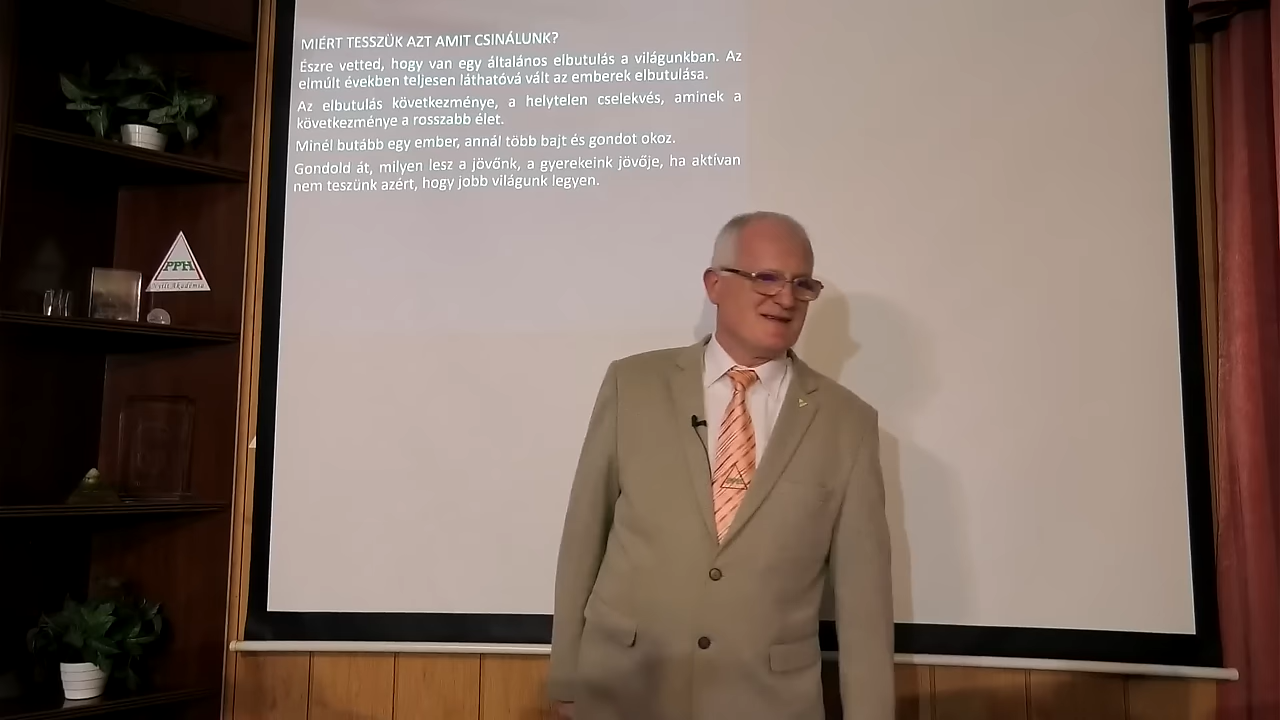 MIÉRT TESSZÜK AZT AMIT CSINÁLUNK?
Észre vetted, hogy van egy általános elbutulás a világunkban. Az
elmúlt években teljesen láthatóvá vált az emberek elbutulása.
Az elbutulás következménye, a helytelen cselekvés, aminek a
következménye a rosszabb élet.
Minél butább egy ember, annál több bajt és gondot okoz.
Gondold át, milyen lesz a jövőnk, a gyerekeink jövője, ha aktívan
nem teszünk azért, hogy jobb világunk legyen.
PPH
Nyílt Akadémia